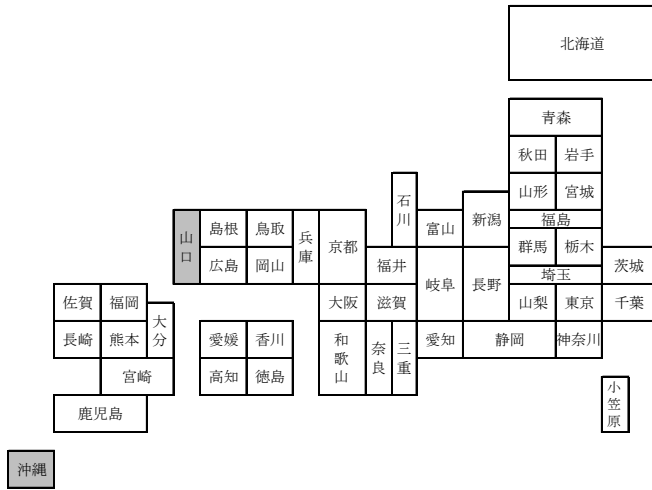 北海道
青森
秋田 岩手
山形 宮城
石川
富山
新潟
福島
山口
島根 鳥取
兵庫
京都
群馬 栃木
広島 岡山
福井
岐阜
長野
埼玉
茨城
佐賀 福岡
大分
大阪 滋賀
山梨 東京 千葉
長崎 熊本
愛媛 香川
和歌山
奈良
三重
愛知 静岡 神奈川
宮崎
高知 徳島
小笠原
鹿児島
沖縄